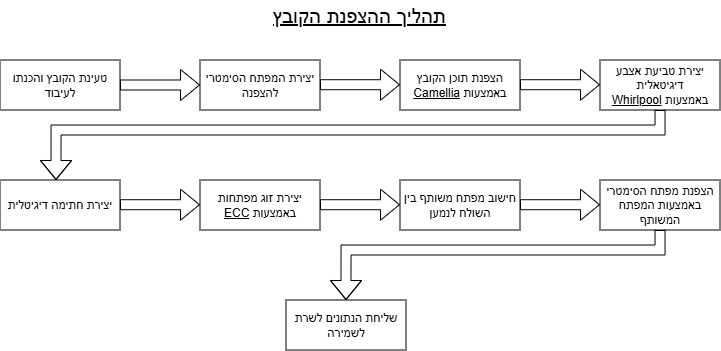 תהליך ההצפנת הקובץ
טעינת הקובץ והכנתו
לעיבוד
יצירת המפתח הסימטרי
להצפנה
הצפנת תוכן הקובץ
באמצעות Camellia
יצירת טביעת אצבע
דיגיטאלית
באמצעות Whirlpool
יצירת חתימה דיגיטלית
יצירת זוג מפתחות
באמצעות ECC
חישוב מפתח משותף בין
השולח לנמען
הצפנת מפתח הסימטרי
באמצעות המפתח
המשותף
שליחת הנתונים לשרת
לשמירה